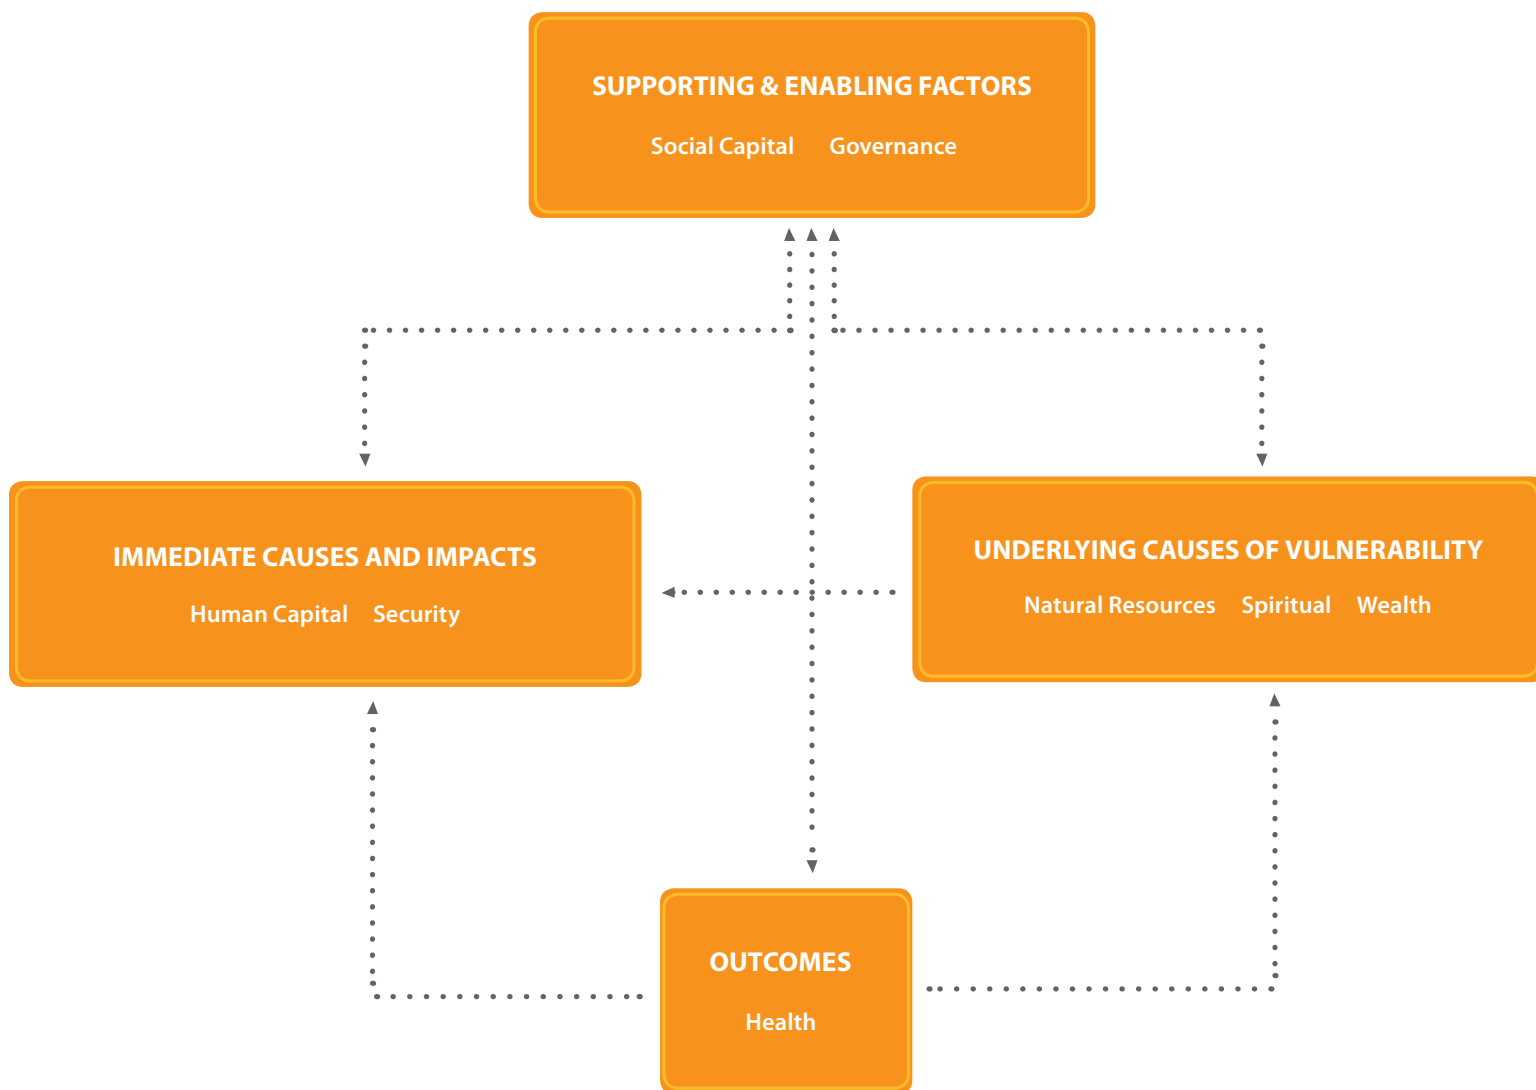 SUPPORTING & ENABLING FACTORS
Social Capital Governance
IMMEDIATE CAUSES AND IMPACTS
Human Capital Security
UNDERLYING CAUSES OF VULNERABILITY
Natural Resources Spiritual Wealth
OUTCOMES
Health